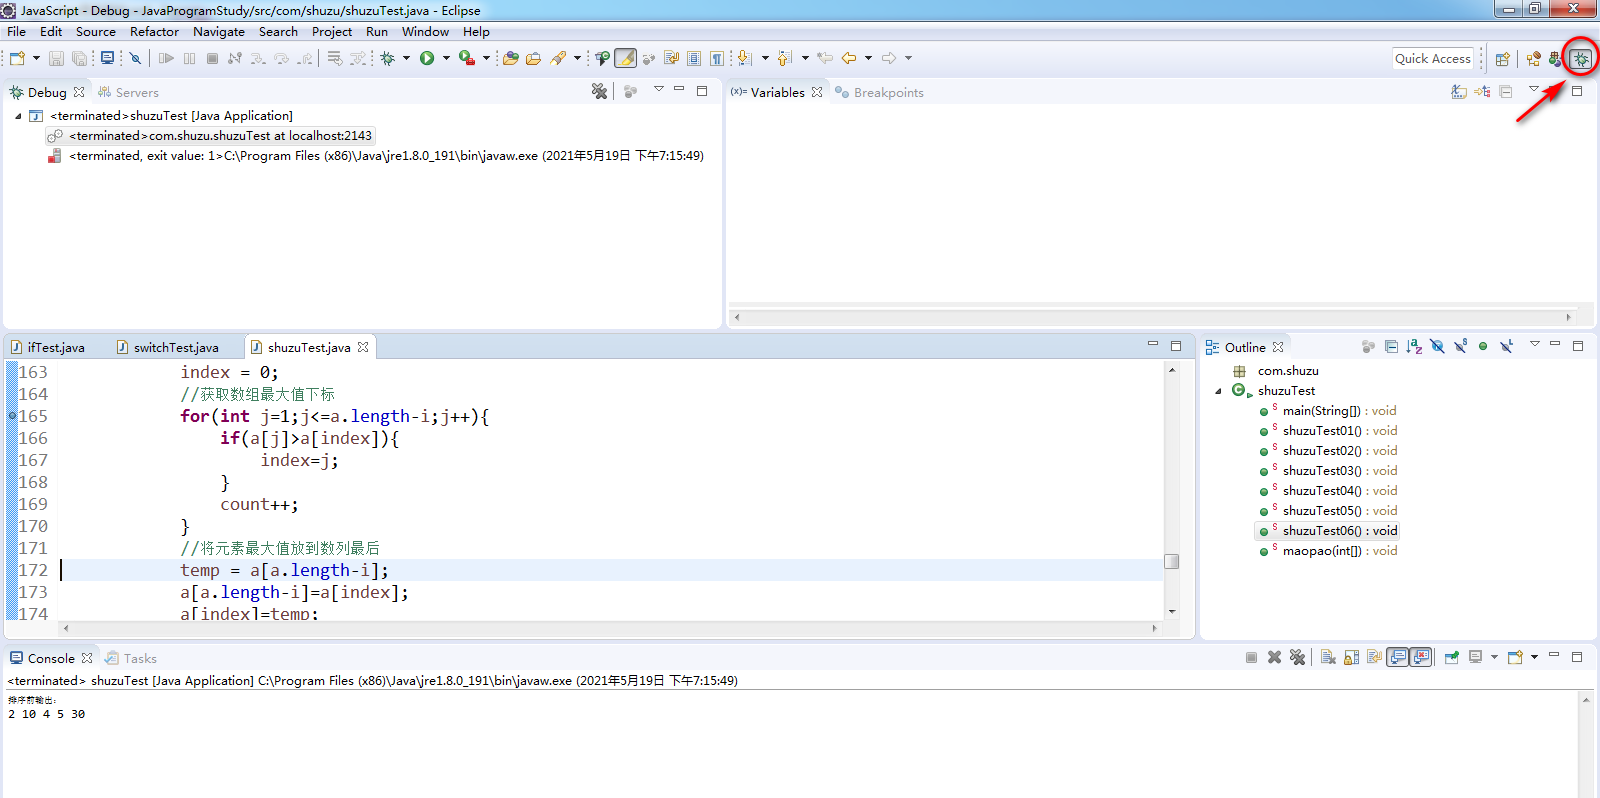 JavaScript - Debug - JavaProgramStudy/src/com/shuzu/shuzuTest.java - Eclipse
File Edit Source Refactor Navigate Search Project Run Window Help
Quick Access
Debug Servers
<terminated>shuzuTest [Java Application]
<terminated>com.shuzu.shuzuTest at localhost:2143
<terminated, exit value: 1>C:\Program Files (x86)\Java\jre1.8.0_191\bin\javaw.exe (2021年5月19日 下午7:15:49)
(x)= Variables Breakpoints
ifTest.java switchTest.java shuzuTest.java
163 index = 0;
164 //获取数组最大值下标
165 for(int j=1;j<=a.length-i;j++){
166 if(a[j]>a[index]){
167 index=j;
168 }
169 count++;
170 }
171 //将元素最大值放到数列最后
172 temp = a[a.length-i];
173 a[a.length-i]=a[index];
174 a[index]=temp;
Outline
com.shuzu
shuzuTest
main(String[]) : void
shuzuTest01() : void
shuzuTest02() : void
shuzuTest03() : void
shuzuTest04() : void
shuzuTest05() : void
shuzuTest06() : void
maopao(int[]) : void
Console Tasks
<terminated> shuzuTest [Java Application] C:\Program Files (x86)\Java\jre1.8.0_191\bin\javaw.exe (2021年5月19日 下午7:15:49)
排序前输出:
2 10 4 5 30